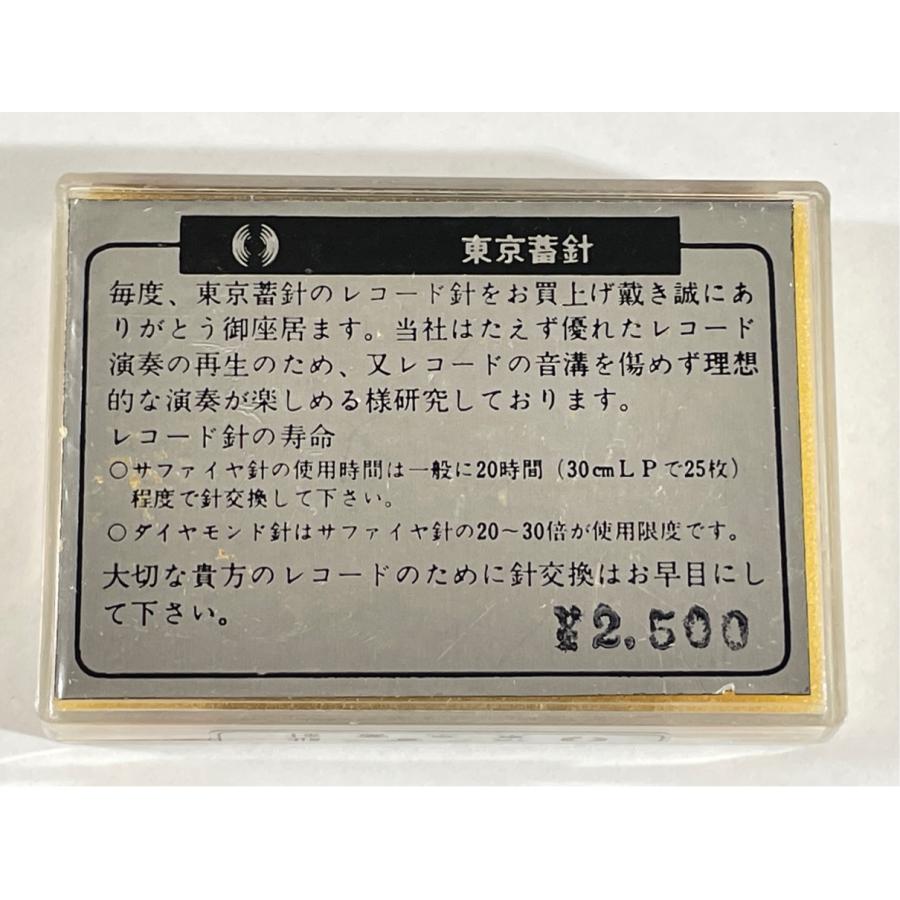 東京蓄針
毎度、東京蓄針のレコード針をお買上げ戴き誠にあ
りがとう御座居ます。当社はたえず優れたレコード
演奏の再生のため、又レコードの音溝を傷めず理想
的な演奏が楽しめる様研究しております。
レコード針の寿命
○サファイヤ針の使用時間は一般に20時間（30cmＬＰで25枚）
程度で針交換して下さい。
○ダイヤモンド針はサファイヤ針の20～30倍が使用限度です。
大切な貴方のレコードのために針交換はお早目にし
て下さい。
¥2,500